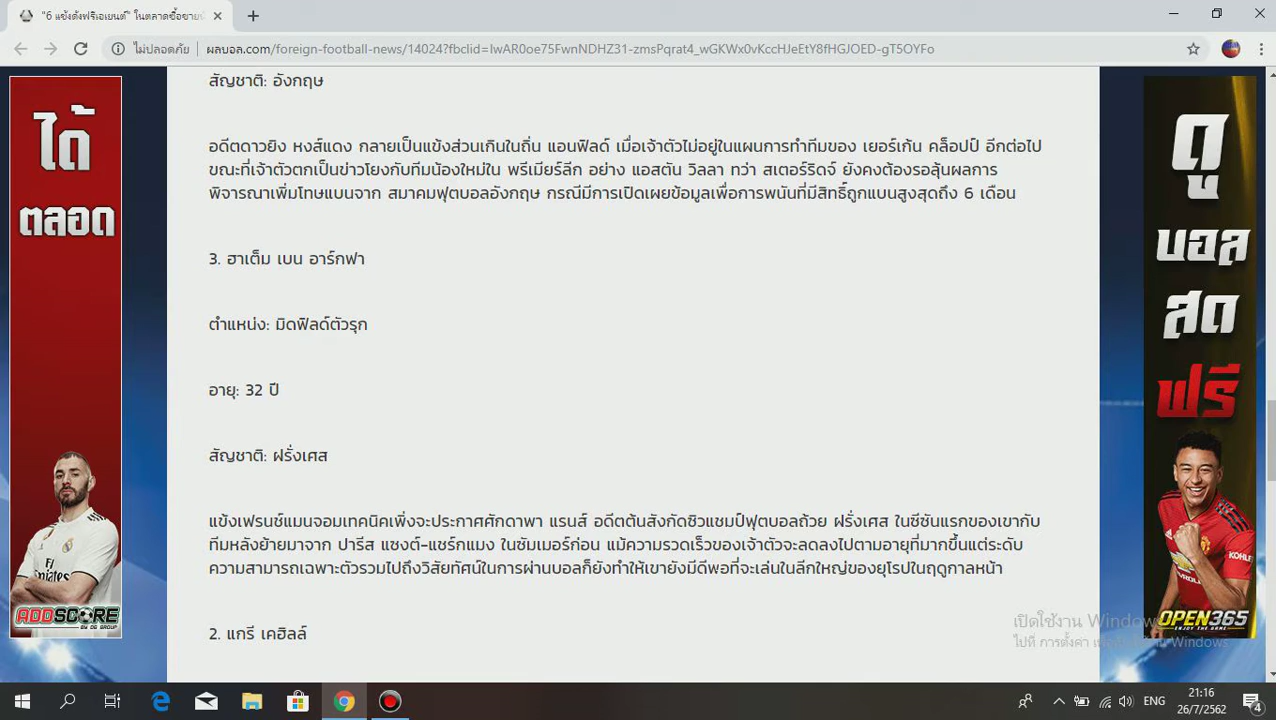 "6 แข้งดังฟรีเอเยนต์" ในตลาดซื้อขาย
ไม่ปลอดภัย
ผลบอล.com/foreign-football-news/14024?fbclid=IwAR0oe75FwnNDHZ31-zmsPqrat4_wGKWx0vKccHJeEtY8fHGJOED-gT5OYFo
สัญชาติ: อังกฤษ
อดีตดาวยิง หงส์แดง กลายเป็นแข้งส่วนเกินในถิ่น แอนฟิลด์ เมื่อเจ้าตัวไม่อยู่ในแผนการทำทีมของ เยอร์เก้น คล็อปป์ อีกต่อไป
ขณะที่เจ้าตัวตกเป็นข่าวโยงกับทีมน้องใหม่ใน พรีเมียร์ลีก อย่าง แอสตัน วิลลา ทว่า สเตอร์ริดจ์ ยังคงต้องรอลุ้นผลการ
พิจารณาเพิ่มโทษแบนจาก สมาคมฟุตบอลอังกฤษ กรณีมีการเปิดเผยข้อมูลเพื่อการพนันที่มีสิทธิ์ถูกแบนสูงสุดถึง 6 เดือน
3. ฮาเต็ม เบน อาร์กฟา
ตำแหน่ง: มิดฟิลด์ตัวรุก
อายุ: 32 ปี
สัญชาติ: ฝรั่งเศส
แข้งเฟรนช์แมนจอมเทคนิคเพิ่งจะประกาศศักดาพา แรนส์ อดีตต้นสังกัดซิวแชมป์ฟุตบอลถ้วย ฝรั่งเศส ในซีซันแรกของเขากับ
ทีมหลังย้ายมาจาก ปารีส แซงต์-แชร์กแมง ในซัมเมอร์ก่อน แม้ความรวดเร็วของเจ้าตัวจะลดลงไปตามอายุที่มากขึ้นแต่ระดับ
ความสามารถเฉพาะตัวรวมไปถึงวิสัยทัศน์ในการผ่านบอลก็ยังทำให้เขายังมีดีพอที่จะเล่นในลีกใหญ่ของยุโรปในฤดูกาลหน้า
2. แกรี เคฮิลล์
ได้
ตลอด
Fly
Emirates
ADDSCORE
BY DG GROUP
ดู
บอล
สด
ฟรี
KOHLER
OPEN365
ENJOY THE GAME
เปิดใช้งาน Windows
ไปที่ การตั้งค่า Windows
ENG
21:16
26/7/2562
4